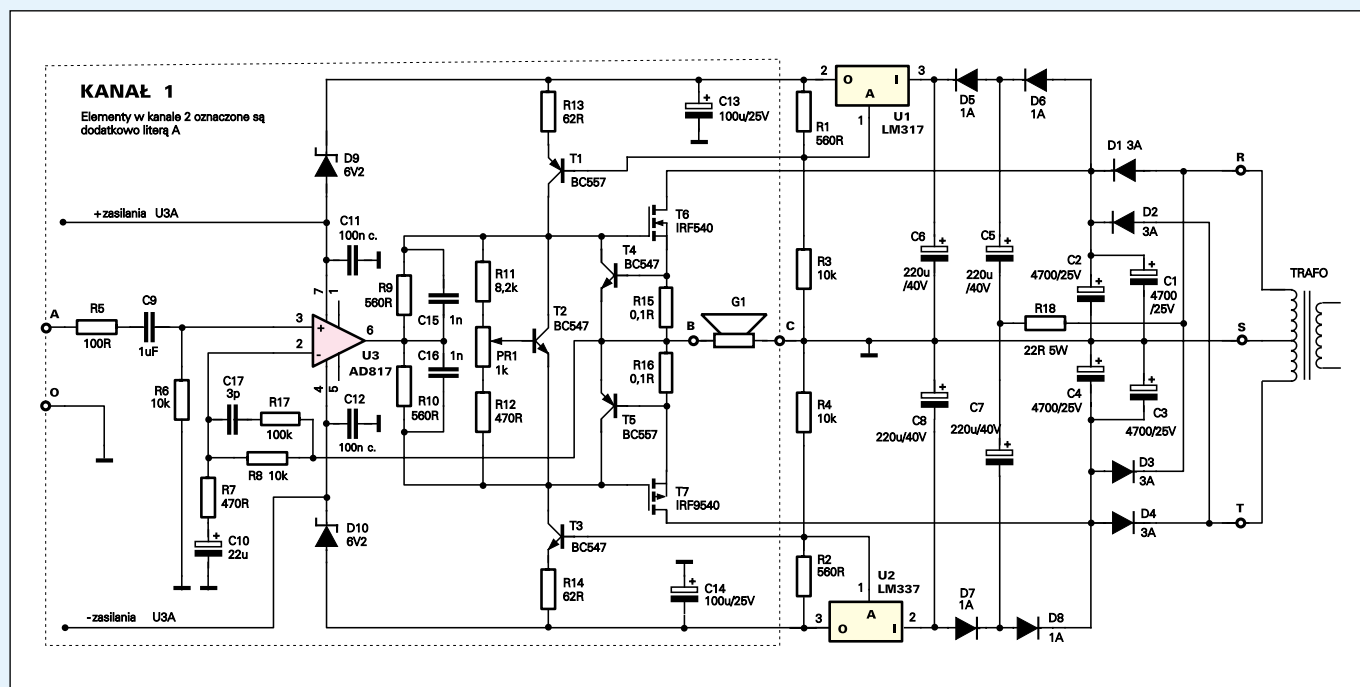 KANAŁ 1
Elementy w kanale 2 oznaczone są
dodatkowo literą A
R13
62R
C13
100u/25V
R1
560R
2
O
I
3
A
1
U1
LM317
D5
1A
D6
1A
D9
6V2
T1
BC557
D1 3A
R
+zasilania U3A
C11
100n c.
T6
IRF540
D2
3A
R9
560R
R11
8,2k
T4
BC547
R3
10k
C6
220u
/40V
C5
220u
/40V
C2
4700/25V
C1
4700
/25V
TRAFO
7
1
A
R5
100R
C9
1uF
3
+
2
-
6
U3
AD817
4
5
C15
1n
C16
1n
T2
BC547
PR1
1k
R15
0,1R
G1
B
C
R18
22R 5W
S
R6
10k
O
C17
3p
R17
100k
C12
100n c.
R10
560R
R12
470R
R16
0,1R
T5
BC557
R4
10k
C8
220u/40V
C7
220u/40V
C4
4700/25V
C3
4700/25V
R8 10k
R7
470R
T7
IRF9540
D3
3A
C10
22u
D10
6V2
T3
BC547
D4
3A
T
R14
62R
C14
100u/25V
R2
560R
U2
LM337
1
A
3
O
I
2
D7
1A
D8
1A
-zasilania U3A
+
+
+
+
+
+
+
+
+
+
+